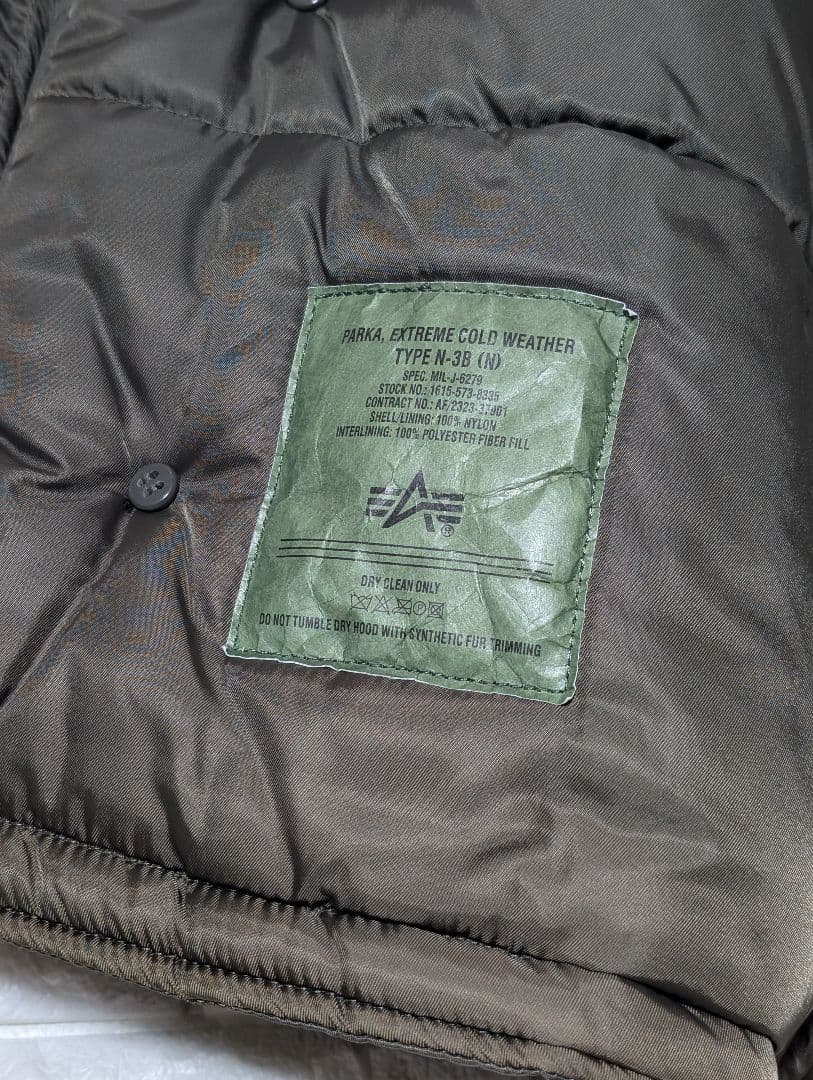 PARKA, EXTREME COLD WEATHER
TYPE N-3B (N)
SPEC. MIL-J-6279
STOCK NO.: 1615-573-8335
CONTRACT NO.: AF/2323-37901
SHELL/LINING: 100% NYLON
INTERLINING: 100% POLYESTER FIBER FILL
®
DRY CLEAN ONLY
DO NOT TUMBLE DRY HOOD WITH SYNTHETIC FUR TRIMMING